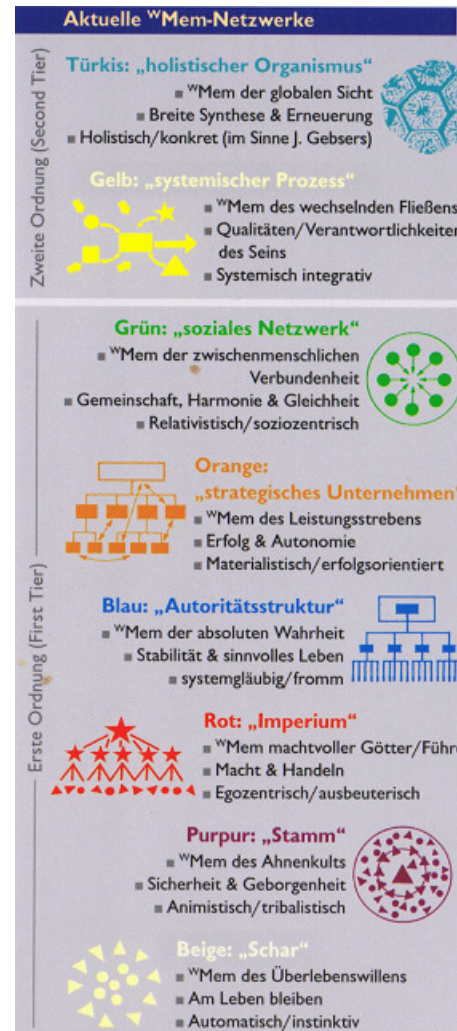 Aktuelle ᵂMem-Netzwerke
Zweite Ordnung (Second Tier)
Türkis: „holistischer Organismus“
■ ᵂMem der globalen Sicht
■ Breite Synthese & Erneuerung
■ Holistisch/konkret (im Sinne J. Gebsers)
Gelb: „systemischer Prozess“
■ ᵂMem des wechselnden Fließens
■ Qualitäten/Verantwortlichkeiten
des Seins
■ Systemisch integrativ
Erste Ordnung (First Tier)
Grün: „soziales Netzwerk“
■ ᵂMem der zwischenmenschlichen
Verbundenheit
■ Gemeinschaft, Harmonie & Gleichheit
■ Relativistisch/soziozentrisch
Orange:
„strategisches Unternehmen“
■ ᵂMem des Leistungsstrebens
■ Erfolg & Autonomie
■ Materialistisch/erfolgsorientiert
Blau: „Autoritätsstruktur“
■ ᵂMem der absoluten Wahrheit
■ Stabilität & sinnvolles Leben
■ systemgläubig/fromm
Rot: „Imperium“
■ ᵂMem machtvoller Götter/Führe
■ Macht & Handeln
■ Egozentrisch/ausbeuterisch
Purpur: „Stamm“
■ ᵂMem des Ahnenkults
■ Sicherheit & Geborgenheit
■ Animistisch/tribalistisch
Beige: „Schar“
■ ᵂMem des Überlebenswillens
■ Am Leben bleiben
■ Automatisch/instinktiv